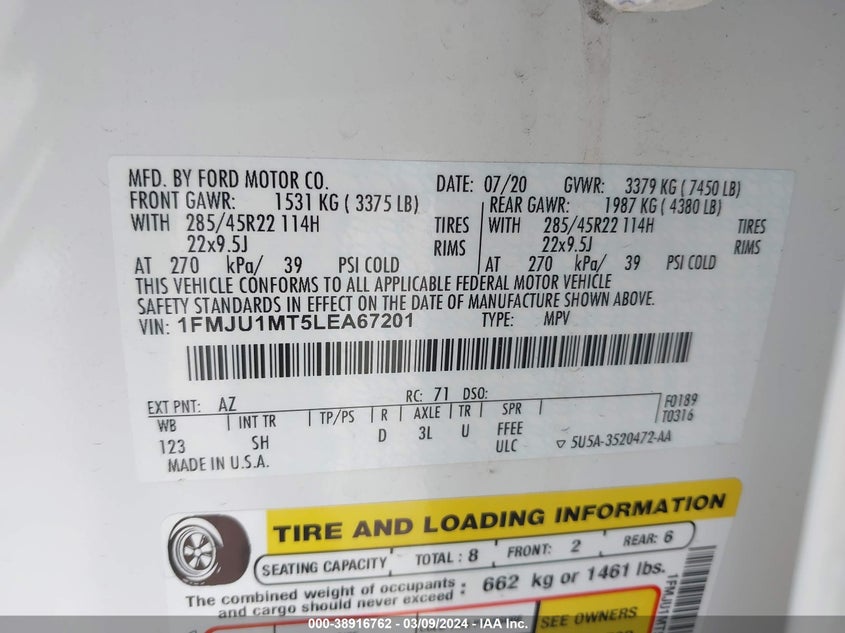 MFD. BY FORD MOTOR CO. DATE: 07/20 GVWR: 3379 KG (7450 LB)
FRONT GAWR: 1531 KG (3375 LB) REAR GAWR: 1987 KG (4380 LB)
WITH 285/45R22 114H TIRES WITH 285/45R22 114H TIRES
22x9.5J RIMS 22x9.5J RIMS
AT 270 kPa/ 39 PSI COLD AT 270 kPa/ 39 PSI COLD
THIS VEHICLE CONFORMS TO ALL APPLICABLE FEDERAL MOTOR VEHICLE
SAFETY STANDARDS IN EFFECT ON THE DATE OF MANUFACTURE SHOWN ABOVE.
VIN: 1FMJU1MT5LEA67201 TYPE: MPV
EXT PNT: AZ RC: 71 DSO: F0189
WB INT TR TP/PS R AXLE TR SPR T0316
123 SH D 3L U FFEE
ULC ▽ 5U5A-3520472-AA
MADE IN U.S.A.
TIRE AND LOADING INFORMATION
SEATING CAPACITY TOTAL: 8 FRONT: 2 REAR: 6
The combined weight of occupants : 662 kg or 1461 lbs.
and cargo should never exceed :
SEE OWNERS
1FMJU1MT
000-38916762 - 03/09/2024 - IAA Inc.